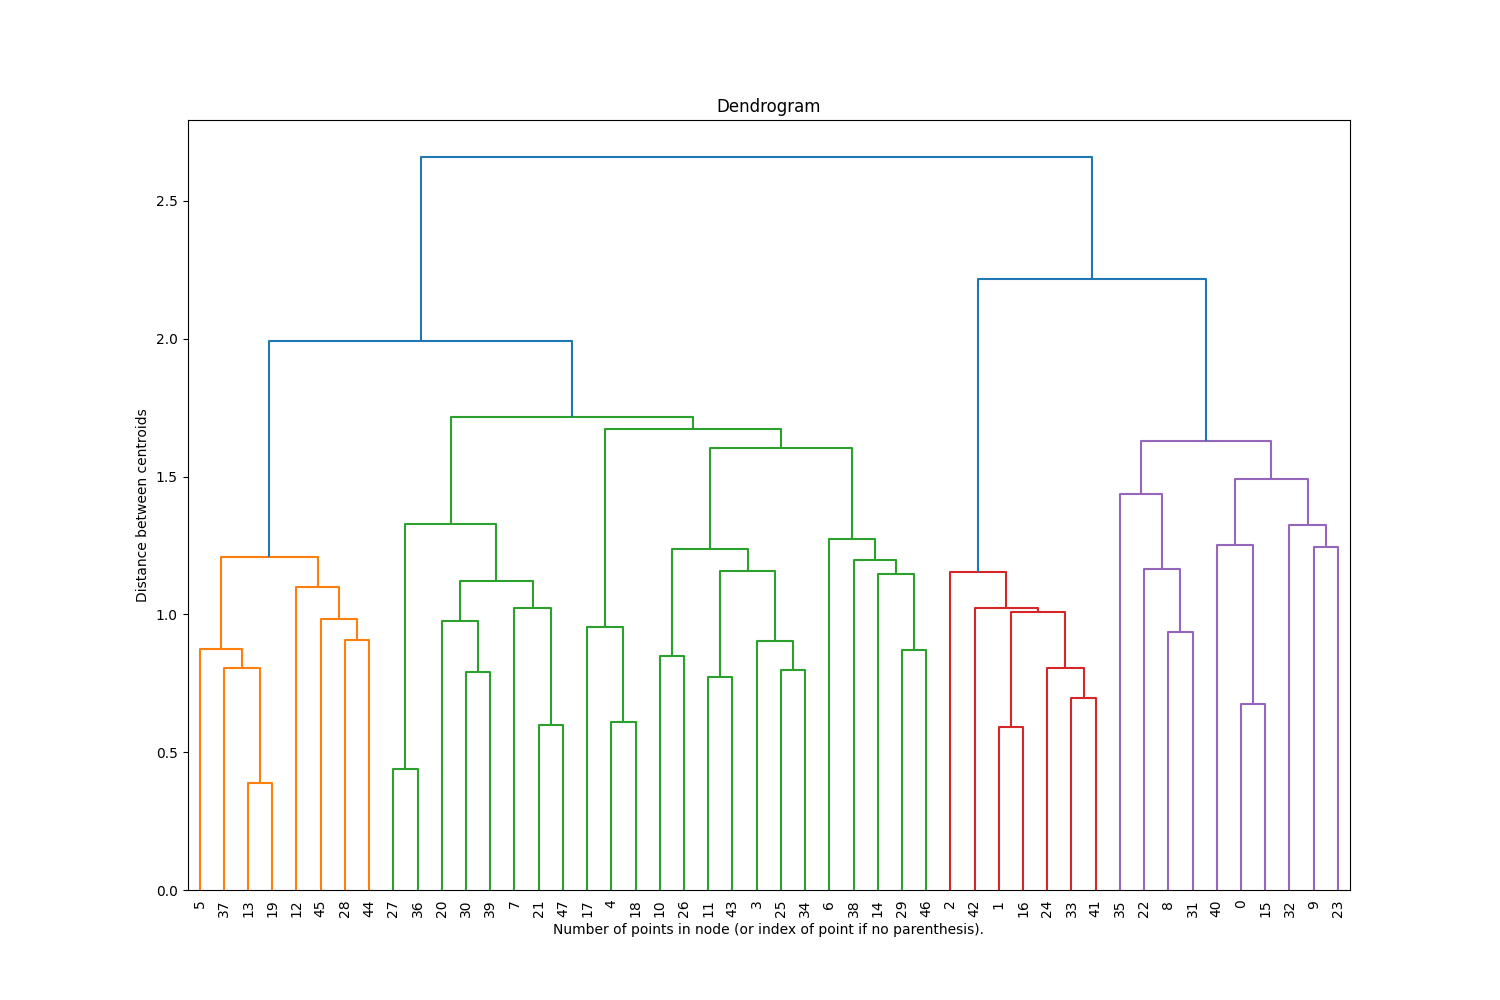 Dendrogram
Distance between centroids
2.5
2.0
1.5
1.0
0.5
0.0
5 37 13 19 12 45 28 44 27 36 20 30 39 7 21 47 17 4 18 10 26 11 43 3 25 34 6 38 14 29 46 2 42 1 16 24 33 41 35 22 8 31 40 0 15 32 9 23
Number of points in node (or index of point if no parenthesis).